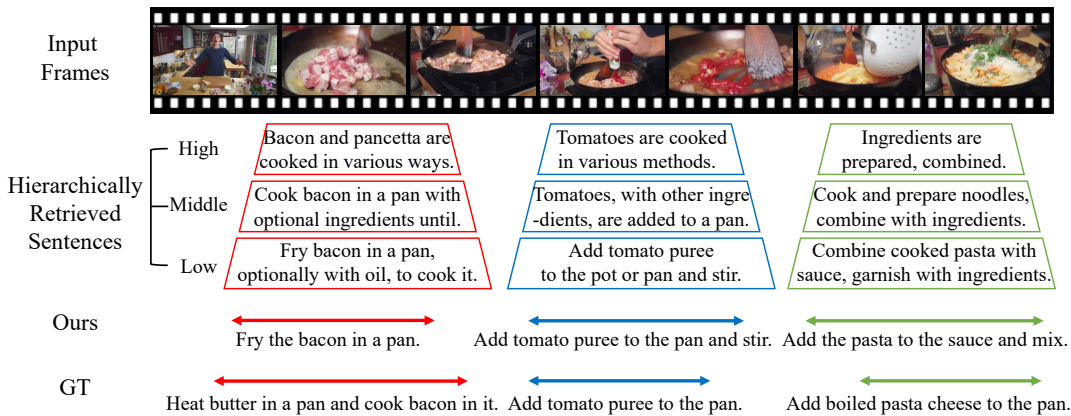 Input
Frames
Hierarchically
Retrieved
Sentences
High
Middle
Low
Bacon and pancetta are
cooked in various ways.
Tomatoes are cooked
in various methods.
Ingredients are
prepared, combined.
Cook bacon in a pan with
optional ingredients until.
Tomatoes, with other ingre
-dients, are added to a pan.
Cook and prepare noodles,
combine with ingredients.
Fry bacon in a pan,
optionally with oil, to cook it.
Add tomato puree
to the pot or pan and stir.
Combine cooked pasta with
sauce, garnish with ingredients.
Ours
Fry the bacon in a pan.
Add tomato puree to the pan and stir.
Add the pasta to the sauce and mix.
GT
Heat butter in a pan and cook bacon in it.
Add tomato puree to the pan.
Add boiled pasta cheese to the pan.